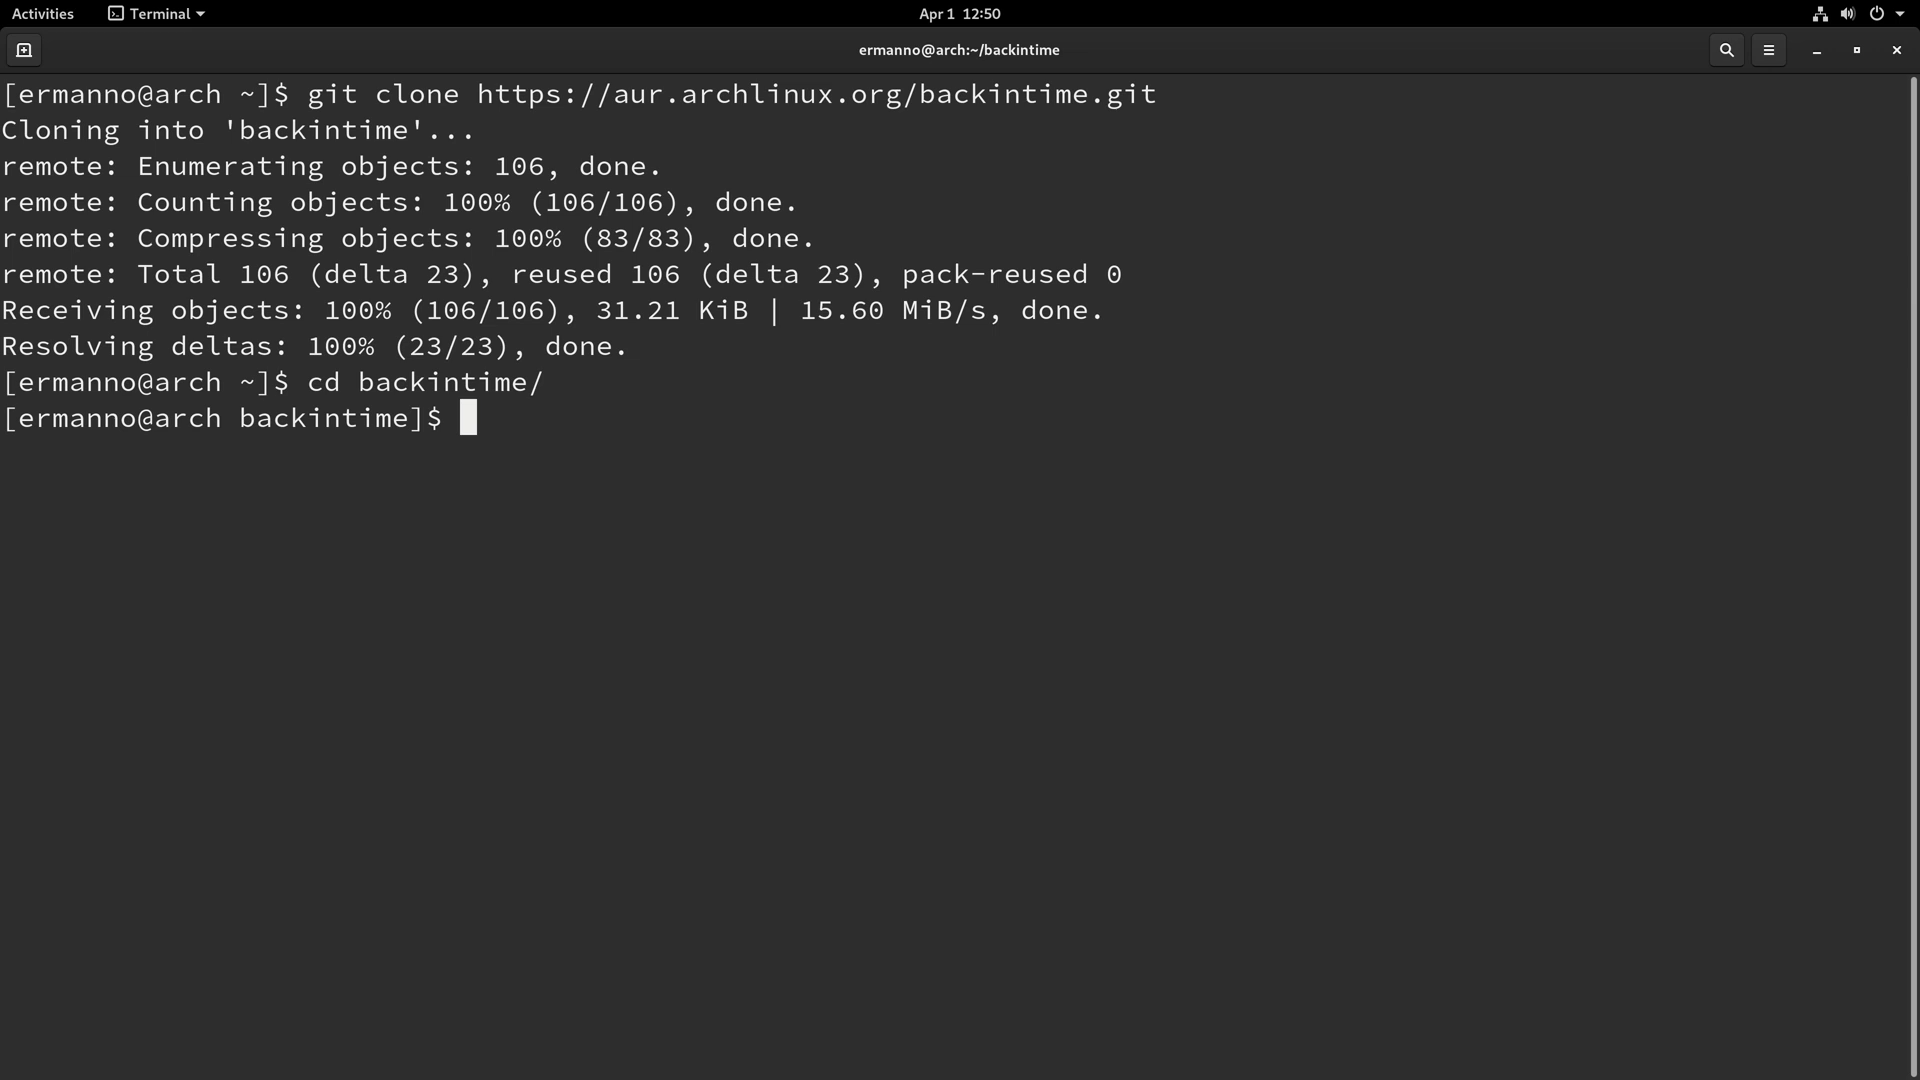 Activities
Terminal
Apr 1 12:50
ermanno@arch:~/backintime
[ermanno@arch ~]$ git clone https://aur.archlinux.org/backintime.git
Cloning into 'backintime'...
remote: Enumerating objects: 106, done.
remote: Counting objects: 100% (106/106), done.
remote: Compressing objects: 100% (83/83), done.
remote: Total 106 (delta 23), reused 106 (delta 23), pack-reused 0
Receiving objects: 100% (106/106), 31.21 KiB | 15.60 MiB/s, done.
Resolving deltas: 100% (23/23), done.
[ermanno@arch ~]$ cd backintime/
[ermanno@arch backintime]$